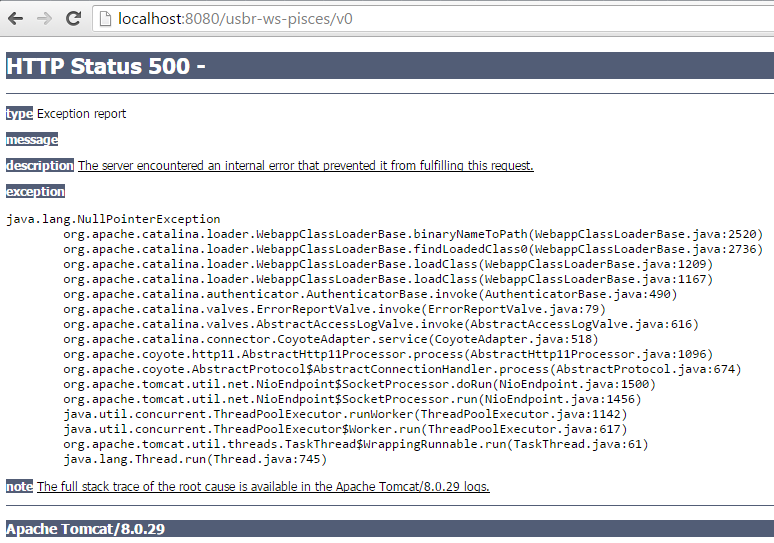 localhost:8080/usbr-ws-pisces/v0
HTTP Status 500 -
type Exception report
message
description The server encountered an internal error that prevented it from fulfilling this request.
exception
java.lang.NullPointerException
org.apache.catalina.loader.WebappClassLoaderBase.binaryNameToPath(WebappClassLoaderBase.java:2520)
org.apache.catalina.loader.WebappClassLoaderBase.findLoadedClass0(WebappClassLoaderBase.java:2736)
org.apache.catalina.loader.WebappClassLoaderBase.loadClass(WebappClassLoaderBase.java:1209)
org.apache.catalina.loader.WebappClassLoaderBase.loadClass(WebappClassLoaderBase.java:1167)
org.apache.catalina.authenticator.AuthenticatorBase.invoke(AuthenticatorBase.java:490)
org.apache.catalina.valves.ErrorReportValve.invoke(ErrorReportValve.java:79)
org.apache.catalina.valves.AbstractAccessLogValve.invoke(AbstractAccessLogValve.java:616)
org.apache.catalina.connector.CoyoteAdapter.service(CoyoteAdapter.java:518)
org.apache.coyote.http11.AbstractHttp11Processor.process(AbstractHttp11Processor.java:1096)
org.apache.coyote.AbstractProtocol$AbstractConnectionHandler.process(AbstractProtocol.java:674)
org.apache.tomcat.util.net.NioEndpoint$SocketProcessor.doRun(NioEndpoint.java:1500)
org.apache.tomcat.util.net.NioEndpoint$SocketProcessor.run(NioEndpoint.java:1456)
java.util.concurrent.ThreadPoolExecutor.runWorker(ThreadPoolExecutor.java:1142)
java.util.concurrent.ThreadPoolExecutor$Worker.run(ThreadPoolExecutor.java:617)
org.apache.tomcat.util.threads.TaskThread$WrappingRunnable.run(TaskThread.java:61)
java.lang.Thread.run(Thread.java:745)
note The full stack trace of the root cause is available in the Apache Tomcat/8.0.29 logs.
Apache Tomcat/8.0.29